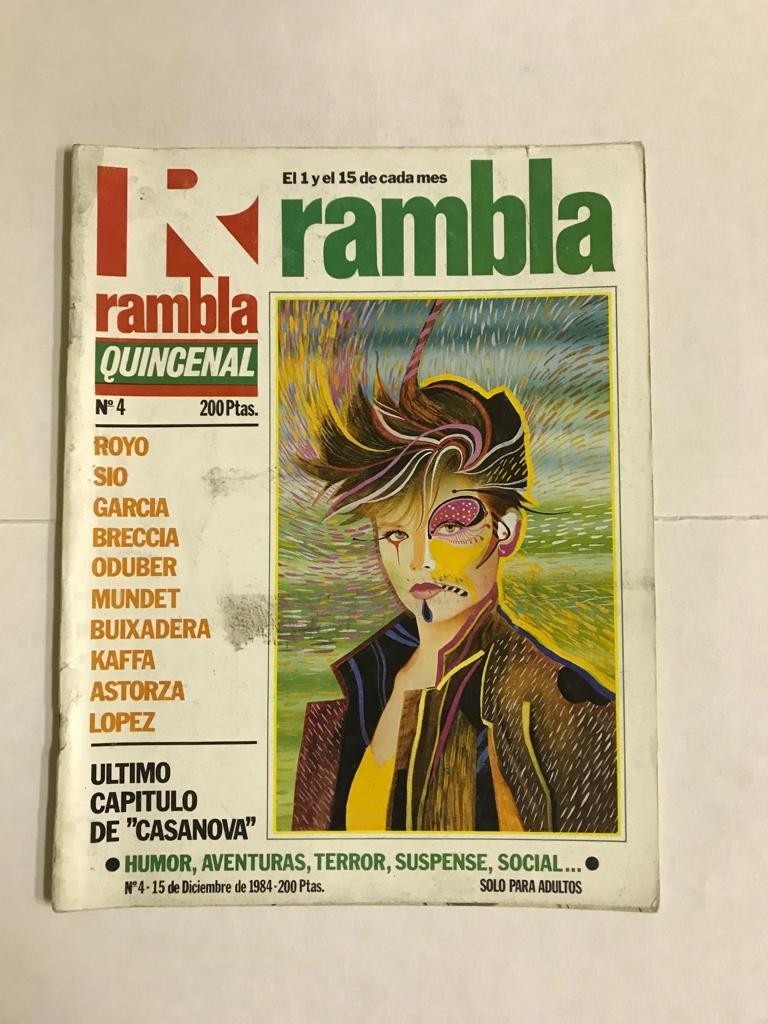 El 1 y el 15 de cada mes
rambla
R
rambla
QUINCENAL
Nº 4 200 Ptas.
ROYO
SIO
GARCIA
BRECCIA
ODUBER
MUNDET
BUIXADERA
KAFFA
ASTORZA
LOPEZ
ULTIMO
CAPITULO
DE "CASANOVA"
● HUMOR, AVENTURAS, TERROR, SUSPENSE, SOCIAL... ●
Nº 4 - 15 de Diciembre de 1984 - 200 Ptas.
SOLO PARA ADULTOS